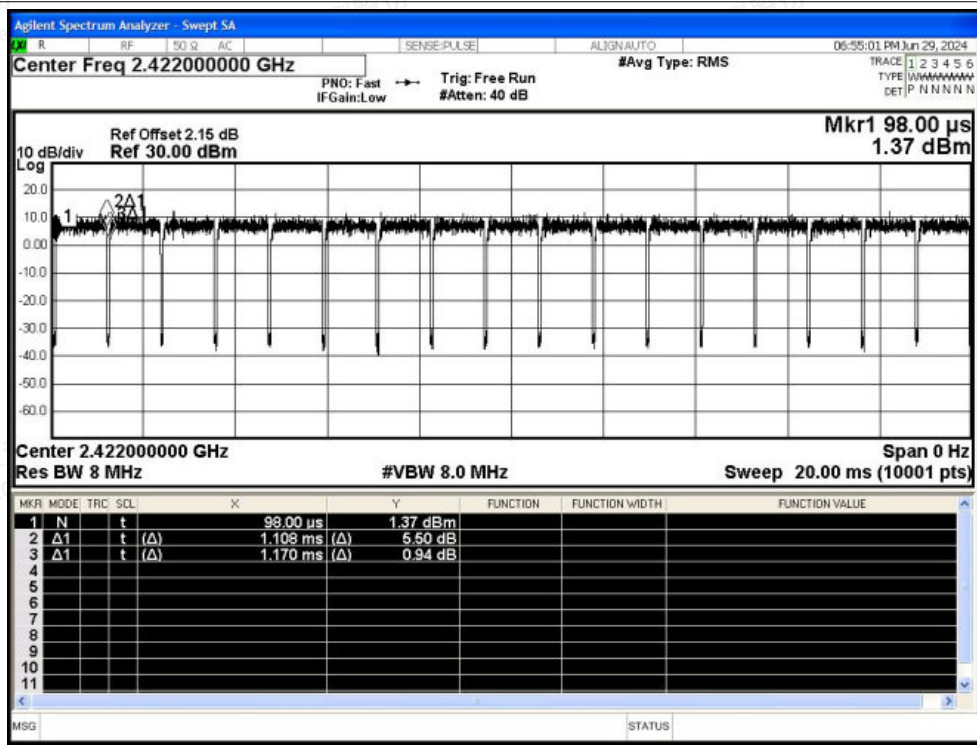 Agilent Spectrum Analyzer - Swept SA
LXI R RF 50 Ω AC SENSE:PULSE ALIGNAUTO 06:55:01 PM Jun 29, 2024
Center Freq 2.422000000 GHz #Avg Type: RMS TRACE 1 2 3 4 5 6
PNO: Fast Trig: Free Run TYPE WWWWWW
IFGain:Low #Atten: 40 dB DET P N N N N N
Mkr1 98.00 µs
Ref Offset 2.15 dB
10 dB/div Ref 30.00 dBm 1.37 dBm
Log
20.0
2Δ1
10.0 1 3Δ1
0.00
-10.0
-20.0
-30.0
-40.0
-50.0
-60.0
Center 2.422000000 GHz Span 0 Hz
Res BW 8 MHz #VBW 8.0 MHz Sweep 20.00 ms (10001 pts)
MKR MODE TRC SCL X Y FUNCTION FUNCTION WIDTH FUNCTION VALUE
1 N t 98.00 µs 1.37 dBm
2 Δ1 t (Δ) 1.108 ms (Δ) 5.50 dB
3 Δ1 t (Δ) 1.170 ms (Δ) 0.94 dB
4
5
6
7
8
9
10
11
MSG STATUS